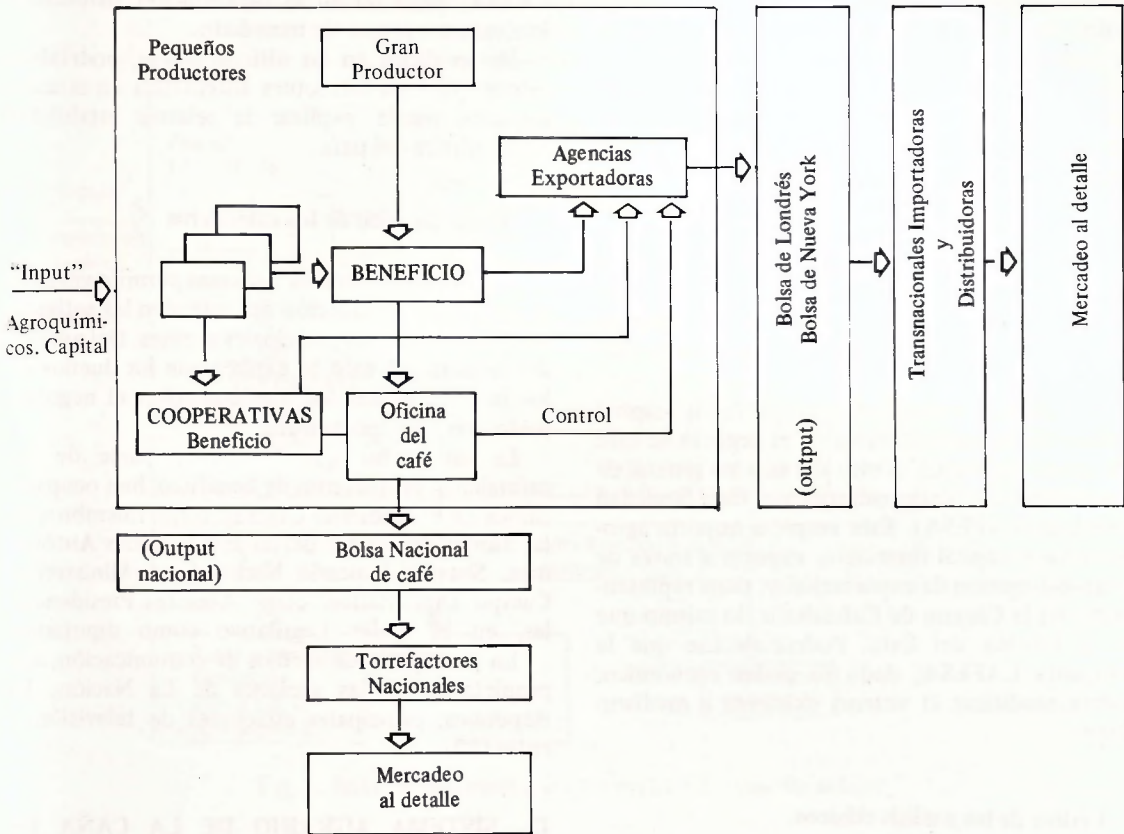 Pequeños
Productores
Gran
Productor
Agencias
Exportadoras
"Input"
Agroquími-
cos. Capital
BENEFICIO
COOPERATIVAS
Beneficio
Oficina
del
café
Control
Bolsa de Londrés
Bolsa de Nueva York
(output)
Transnacionales Importadoras
y
Distribuidoras
Mercadeo al detalle
(Output
nacional)
Bolsa Nacional
de café
Torrefactores
Nacionales
Mercadeo
al detalle